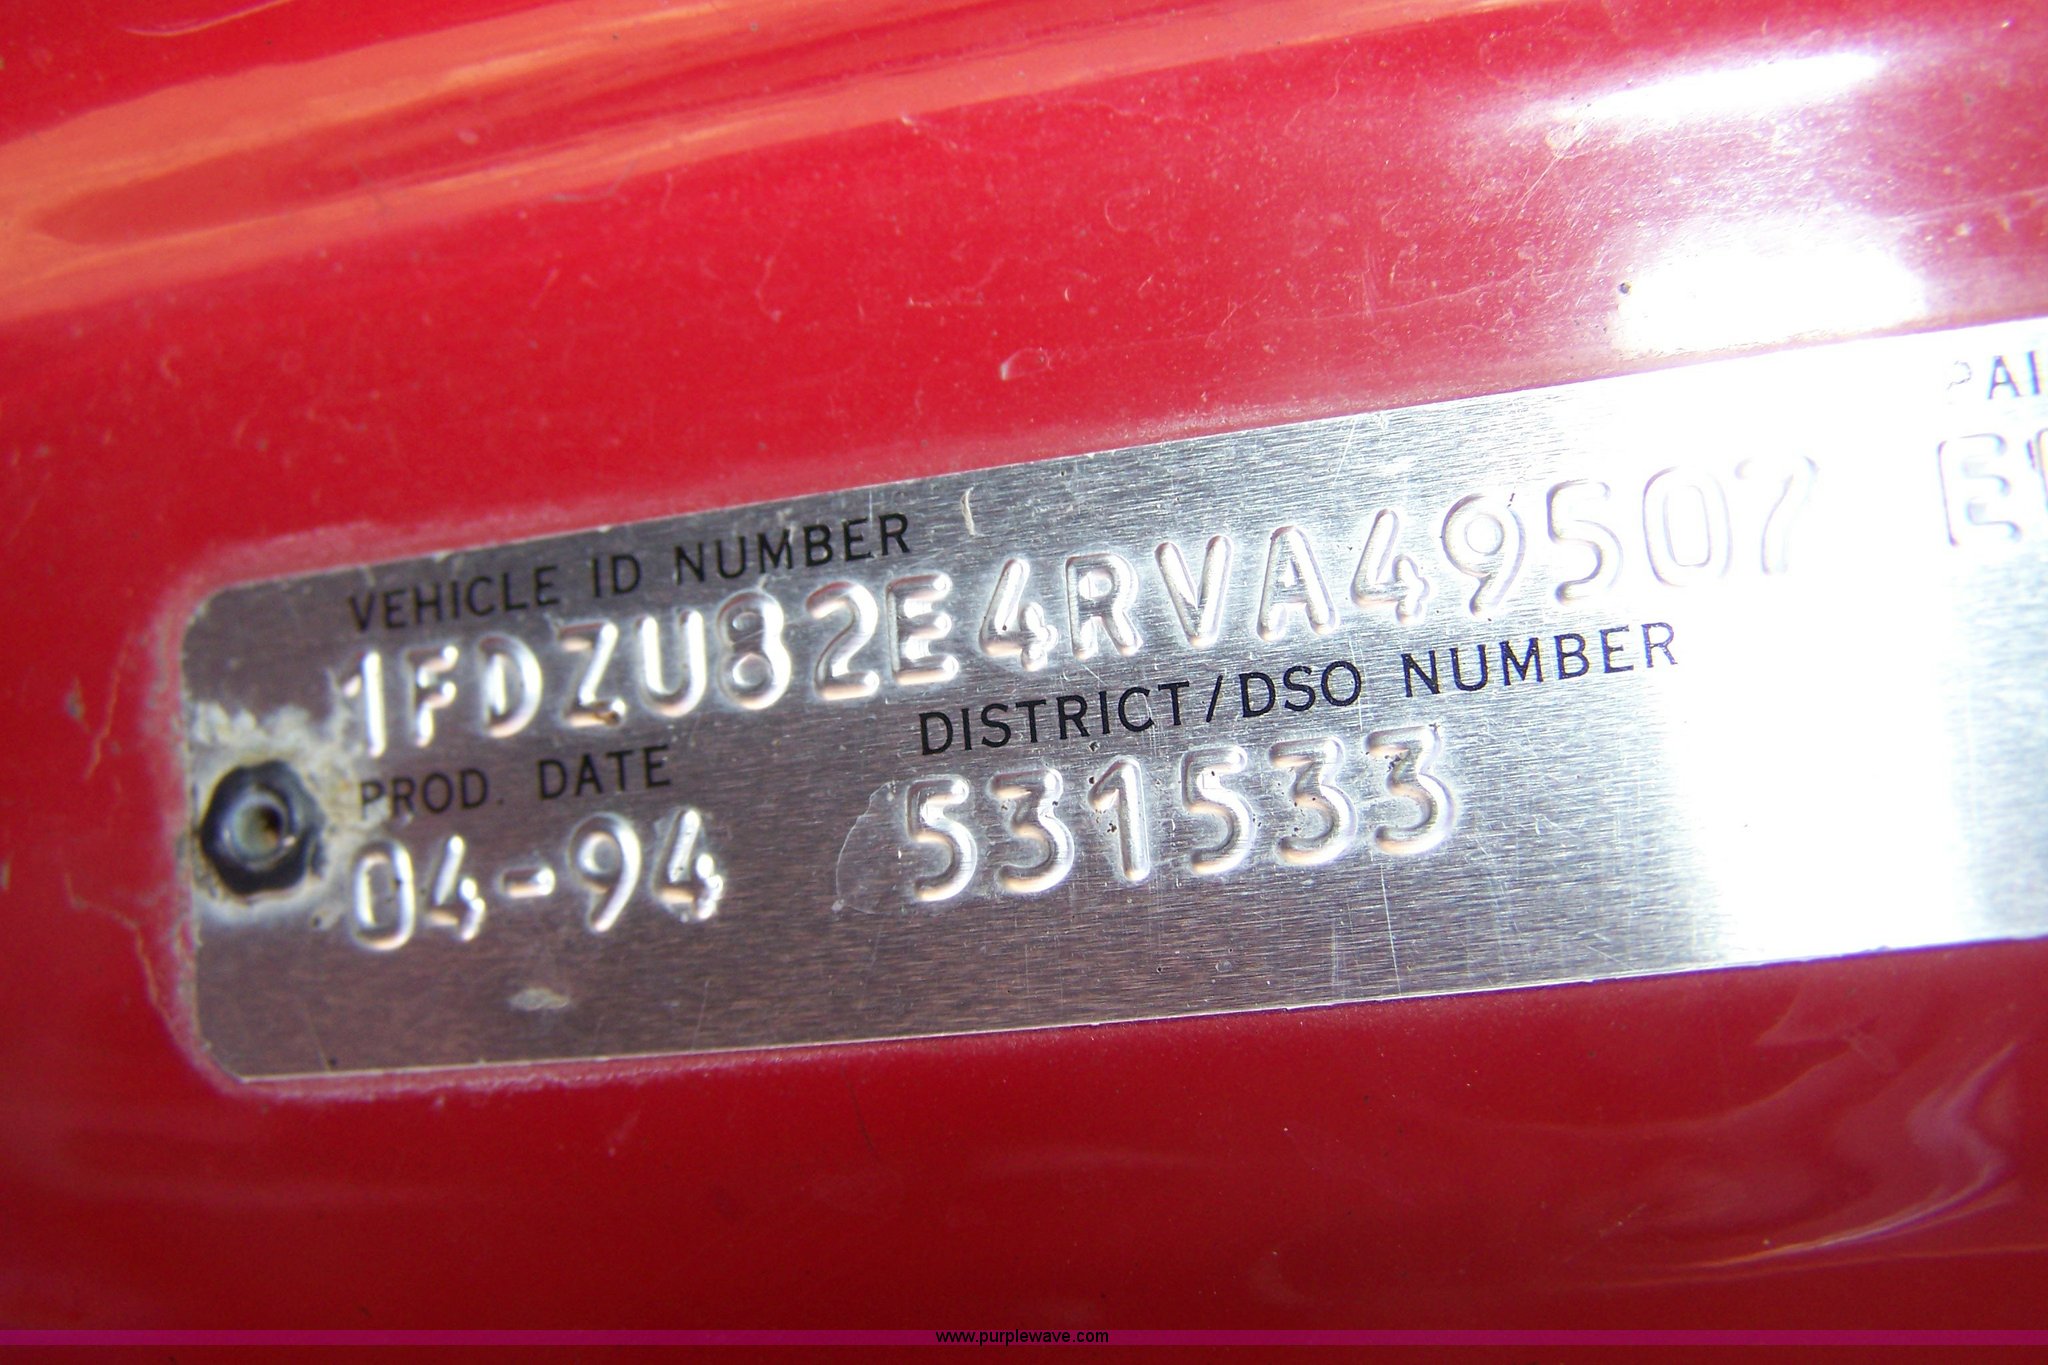 VEHICLE ID NUMBER
1FDZU82E4RVA49507
DISTRICT/DSO NUMBER
531533
PROD. DATE
04-94
www.purplewave.com